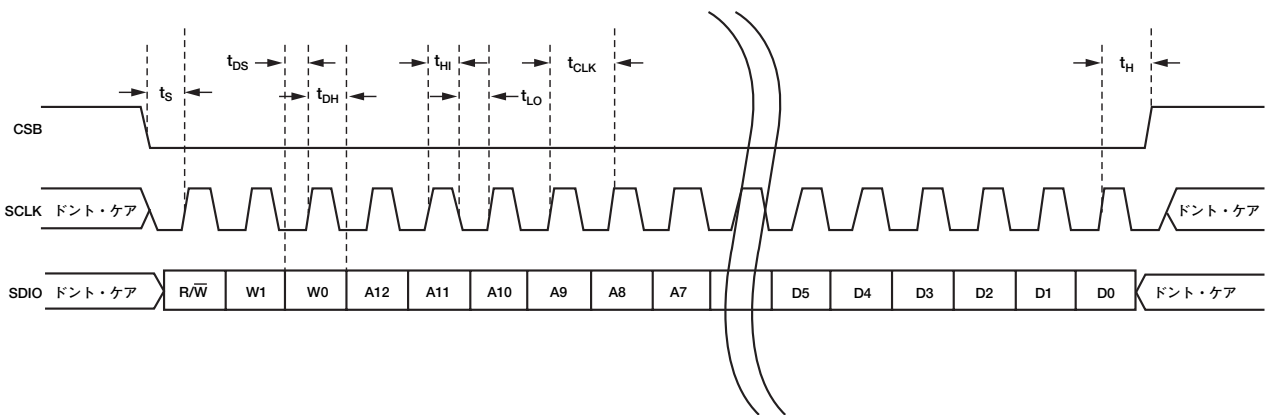 tDS
tHI
tCLK
tH
tS
tDH
tLO
CSB
SCLK ドント・ケア ドント・ケア
SDIO ドント・ケア R/W̅ W1 W0 A12 A11 A10 A9 A8 A7 D5 D4 D3 D2 D1 D0 ドント・ケア